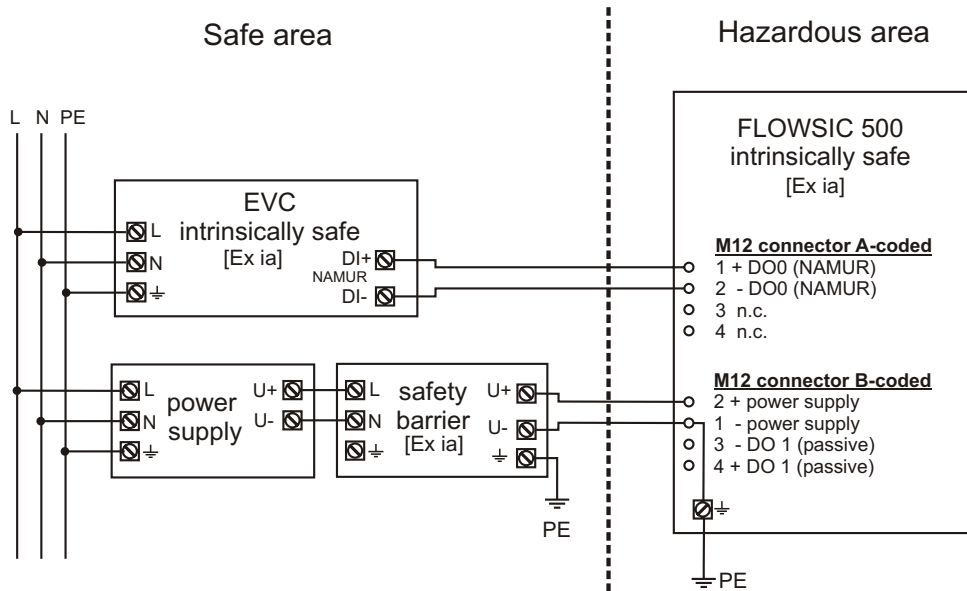 Safe area
Hazardous area
L N PE
EVC
intrinsically safe
[Ex ia]
L
N
DI+
NAMUR
DI-
FLOWSIC 500
intrinsically safe
[Ex ia]
M12 connector A-coded
1 + DO0 (NAMUR)
2 - DO0 (NAMUR)
3 n.c.
4 n.c.
power
supply
L
N
U+
U-
safety
barrier
[Ex ia]
L
N
U+
U-
PE
M12 connector B-coded
2 + power supply
1 - power supply
3 - DO 1 (passive)
4 + DO 1 (passive)
PE